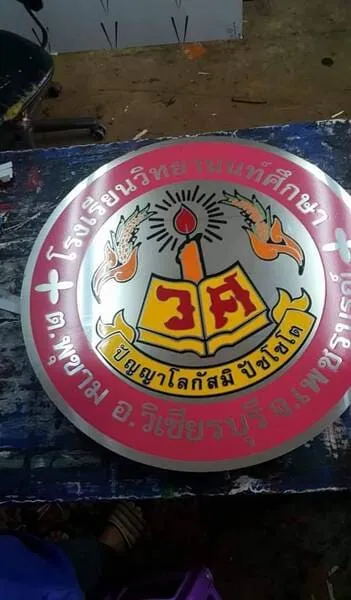 โรงเรียนวิทยานนท์ศึกษา
ว ศ
ปัญญาโลกัสมิ ปัชโชโต
ต.พุขาม อ.วิเชียรบุรี จ.เพชรบูรณ์